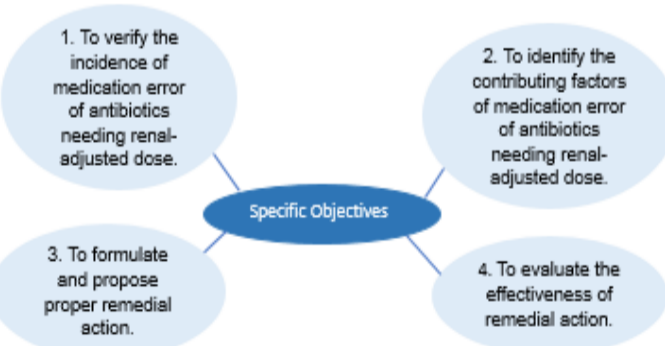 1. To verify the
incidence of
medication error
of antibiotics
needing renal-
adjusted dose.
2. To identify the
contributing factors
of medication error
of antibiotics
needing renal-
adjusted dose.
Specific Objectives
3. To formulate
and propose
proper remedial
action.
4. To evaluate the
effectiveness of
remedial action.